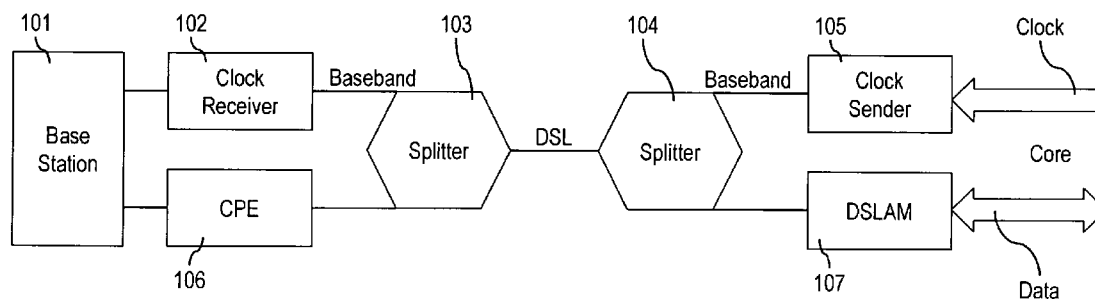 101
102
103
104
105
Clock
Base
Station
Clock
Receiver
Baseband
Splitter
DSL
Splitter
Baseband
Clock
Sender
Core
CPE
DSLAM
106
107
Data